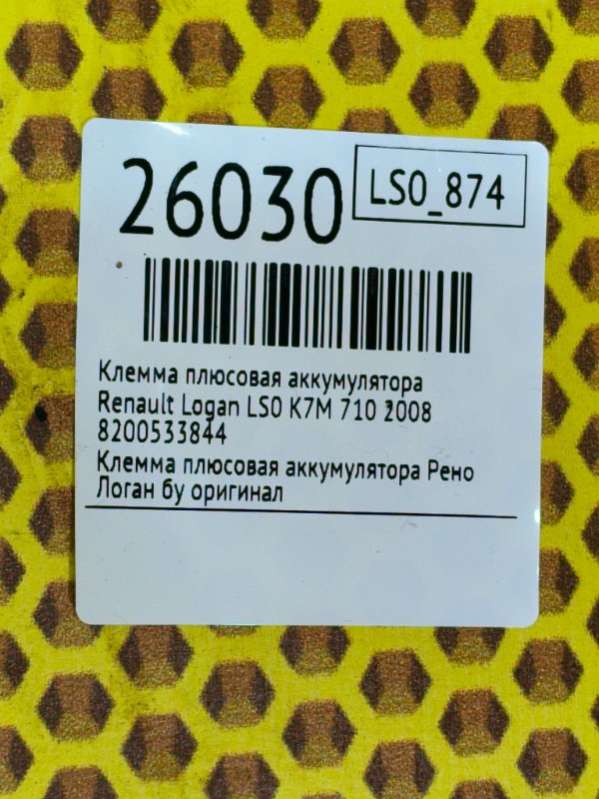 26030
LS0_874
Клемма плюсовая аккумулятора
Renault Logan LS0 K7M 710 2008
8200533844
Клемма плюсовая аккумулятора Рено
Логан бу оригинал